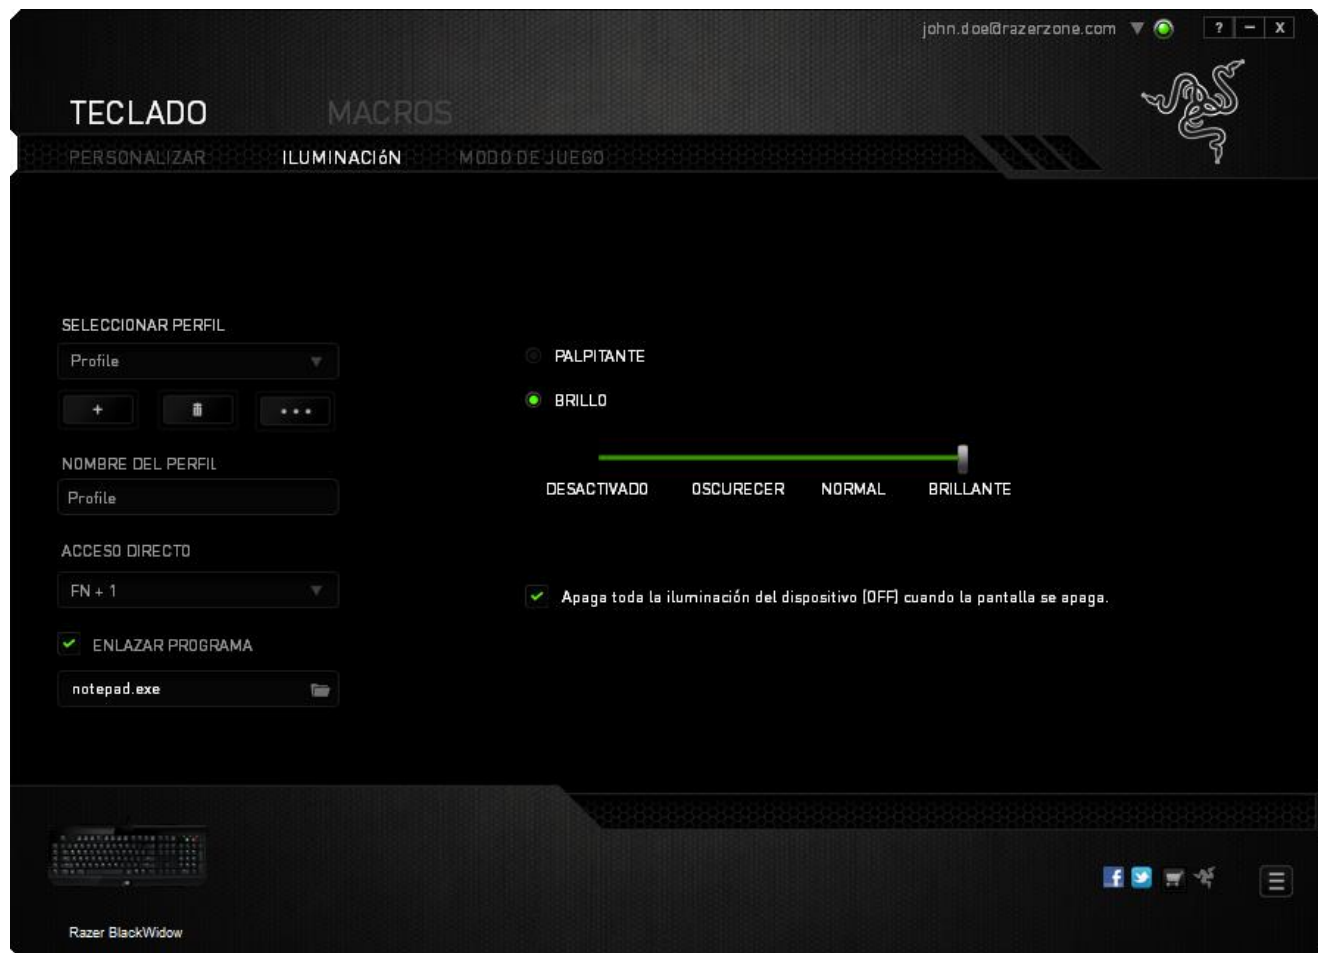 john.doe@razerzone.com
? – X
TECLADO MACROS
PERSONALIZAR ILUMINACIóN MODO DE JUEGO
SELECCIONAR PERFIL
Profile
+ •••
NOMBRE DEL PERFIL
Profile
ACCESO DIRECTO
FN + 1
ENLAZAR PROGRAMA
notepad.exe
PALPITANTE
BRILLO
DESACTIVADO OSCURECER NORMAL BRILLANTE
Apaga toda la iluminación del dispositivo (OFF) cuando la pantalla se apaga.
Razer BlackWidow